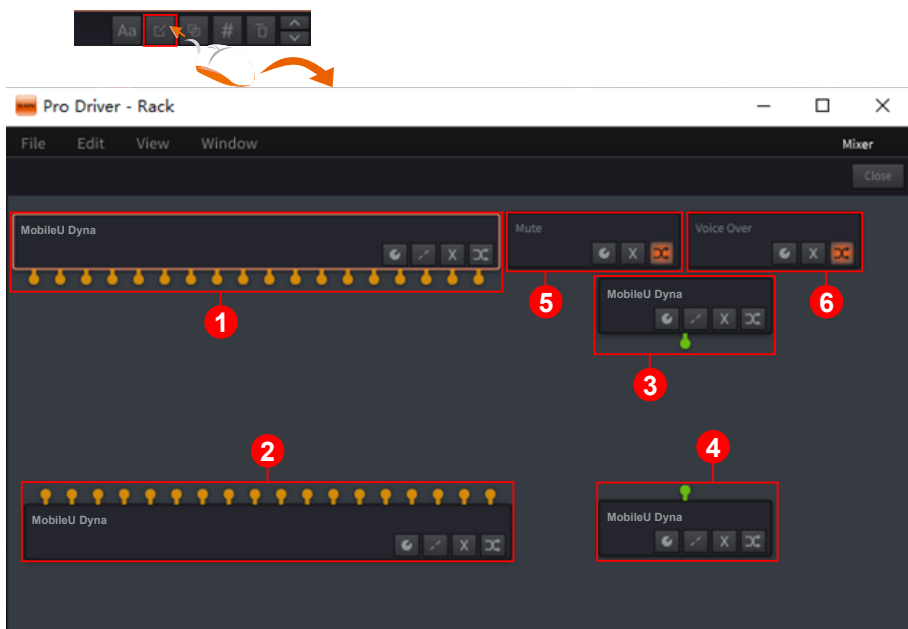 Aa #
Pro Driver - Rack
File Edit View Window Mixer
Close
MobileU Dyna
X
1
Mute
X
5
Voice Over
X
6
MobileU Dyna
X
3
2
MobileU Dyna
X
4
MobileU Dyna
X